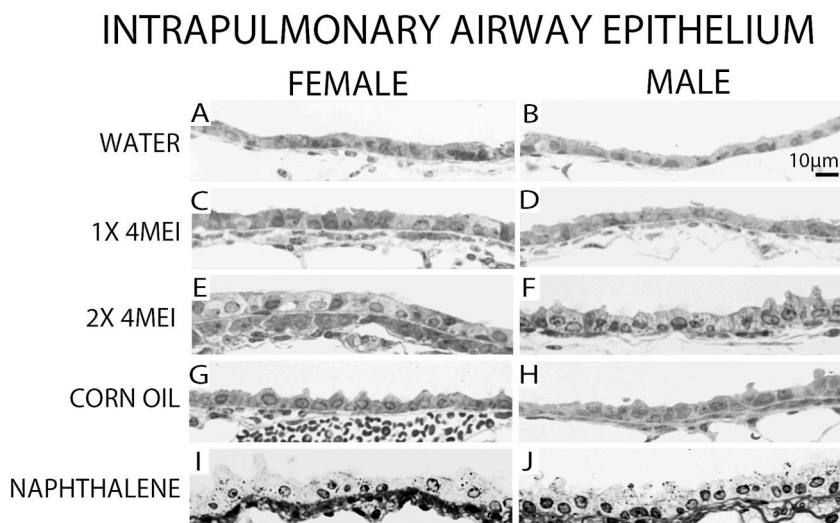 INTRAPULMONARY AIRWAY EPITHELIUM
FEMALE MALE
A B
WATER
10μm
C D
1X 4MEI
E F
2X 4MEI
G H
CORN OIL
I J
NAPHTHALENE